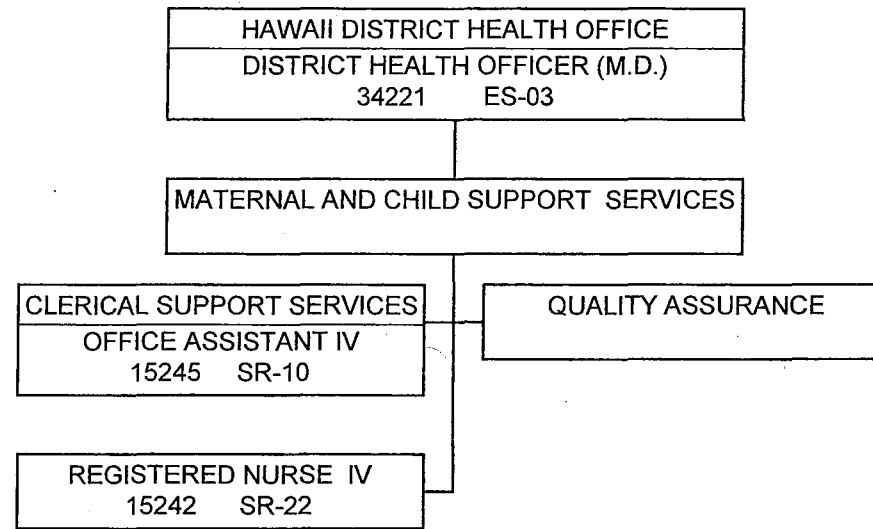 HAWAII DISTRICT HEALTH OFFICE
DISTRICT HEALTH OFFICER (M.D.)
34221 ES-03
MATERNAL AND CHILD SUPPORT SERVICES
CLERICAL SUPPORT SERVICES
OFFICE ASSISTANT IV
15245 SR-10
QUALITY ASSURANCE
REGISTERED NURSE IV
15242 SR-22